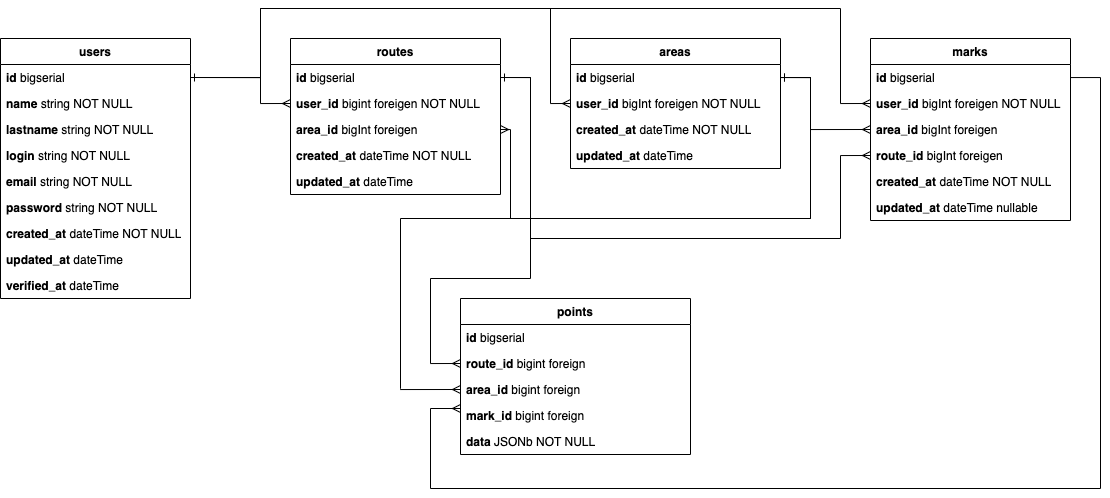 users
id bigserial
name string NOT NULL
lastname string NOT NULL
login string NOT NULL
email string NOT NULL
password string NOT NULL
created_at dateTime NOT NULL
updated_at dateTime
verified_at dateTime
routes
id bigserial
user_id bigint foreigen NOT NULL
area_id bigInt foreigen
created_at dateTime NOT NULL
updated_at dateTime
areas
id bigserial
user_id bigInt foreigen NOT NULL
created_at dateTime NOT NULL
updated_at dateTime
marks
id bigserial
user_id bigInt foreigen NOT NULL
area_id bigInt foreigen
route_id bigInt foreigen
created_at dateTime NOT NULL
updated_at dateTime nullable
points
id bigserial
route_id bigint foreign
area_id bigint foreign
mark_id bigint foreign
data JSONb NOT NULL